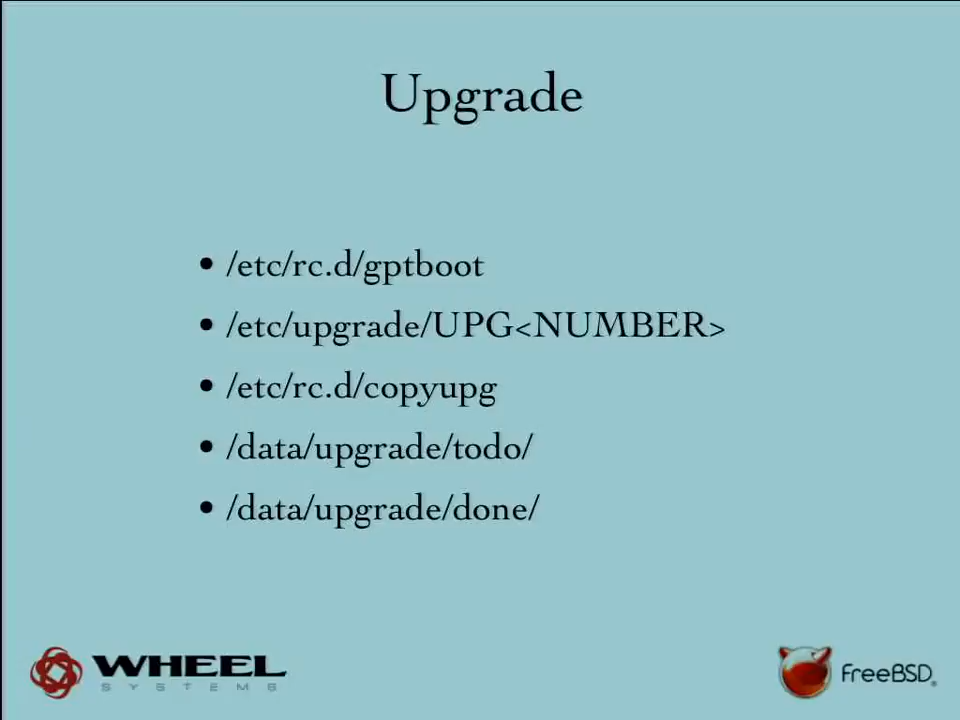 Upgrade
• /etc/rc.d/gptboot
• /etc/upgrade/UPG<NUMBER>
• /etc/rc.d/copyupg
• /data/upgrade/todo/
• /data/upgrade/done/
WHEEL
SYSTEMS
FreeBSD®